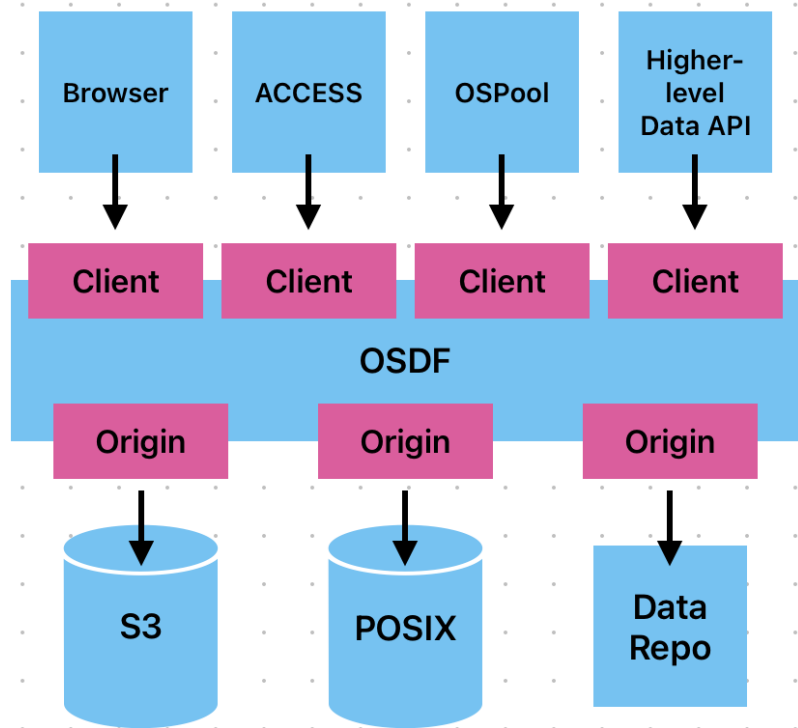 Browser
ACCESS
OSPool
Higher-
level
Data API
Client
Client
Client
Client
OSDF
Origin
Origin
Origin
S3
POSIX
Data
Repo